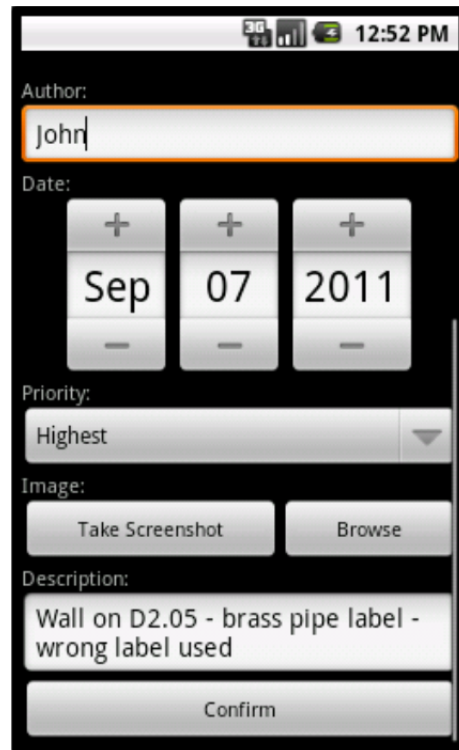 3G 12:52 PM
Author:
John
Date:
+ + +
Sep 07 2011
- - -
Priority:
Highest
Image:
Take Screenshot Browse
Description:
Wall on D2.05 - brass pipe label -
wrong label used
Confirm